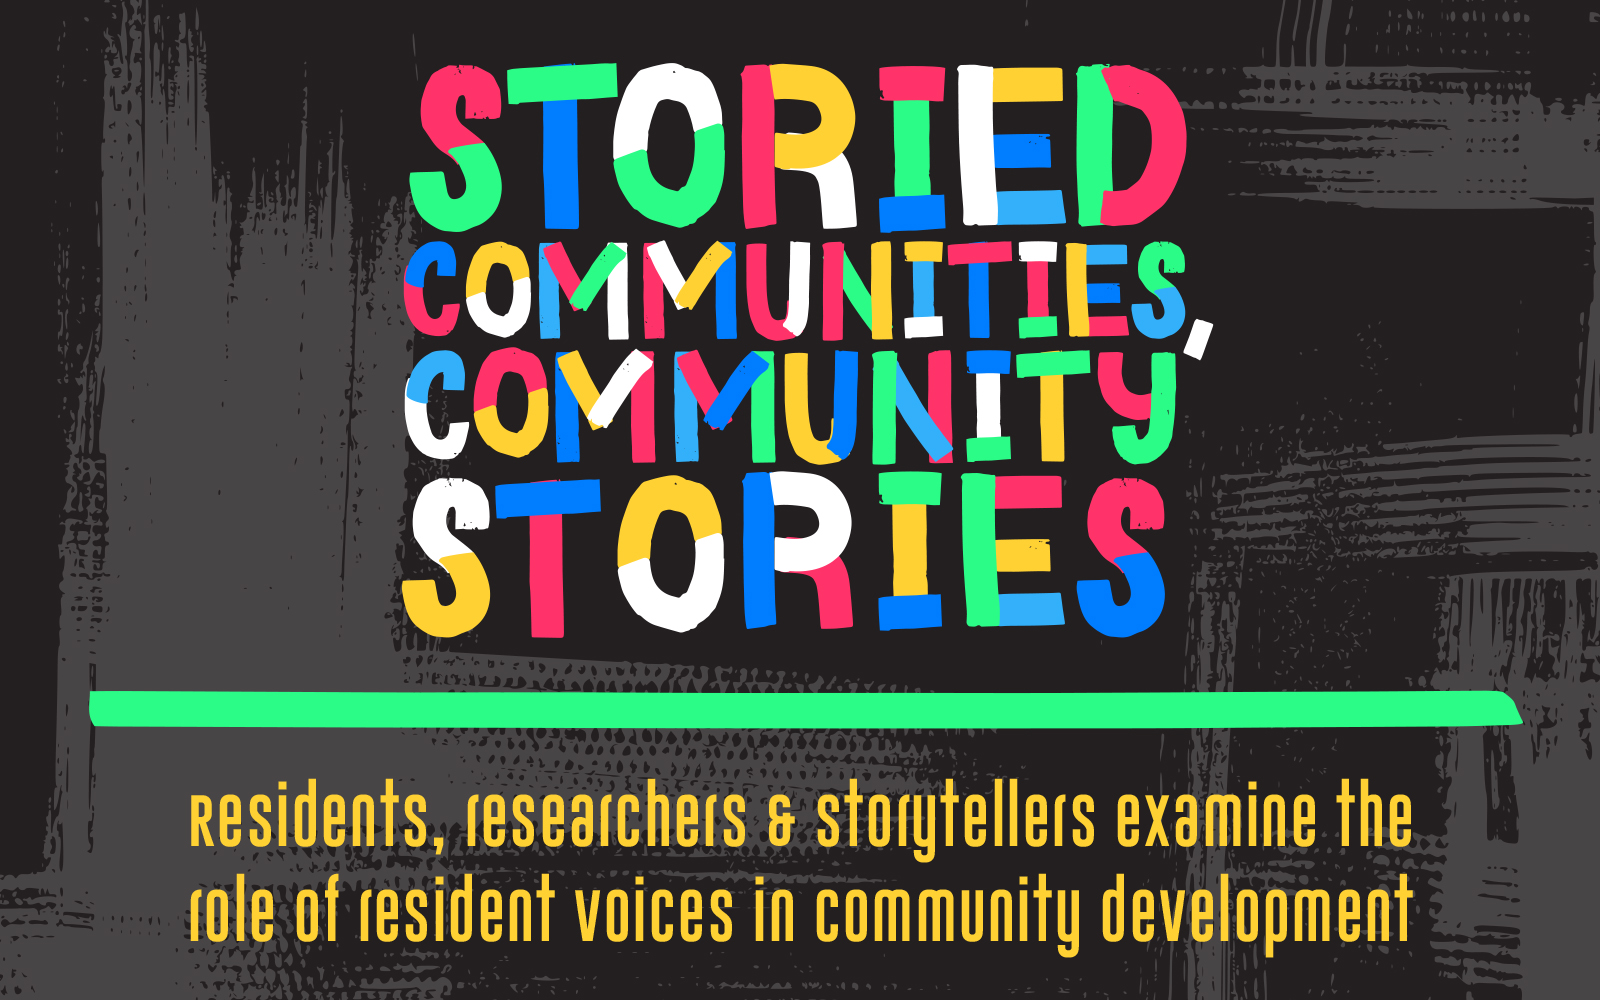 STORIED
COMMUNITIES,
COMMUNITY
STORIES
Residents, researchers & storytellers examine the
role of resident voices in community development